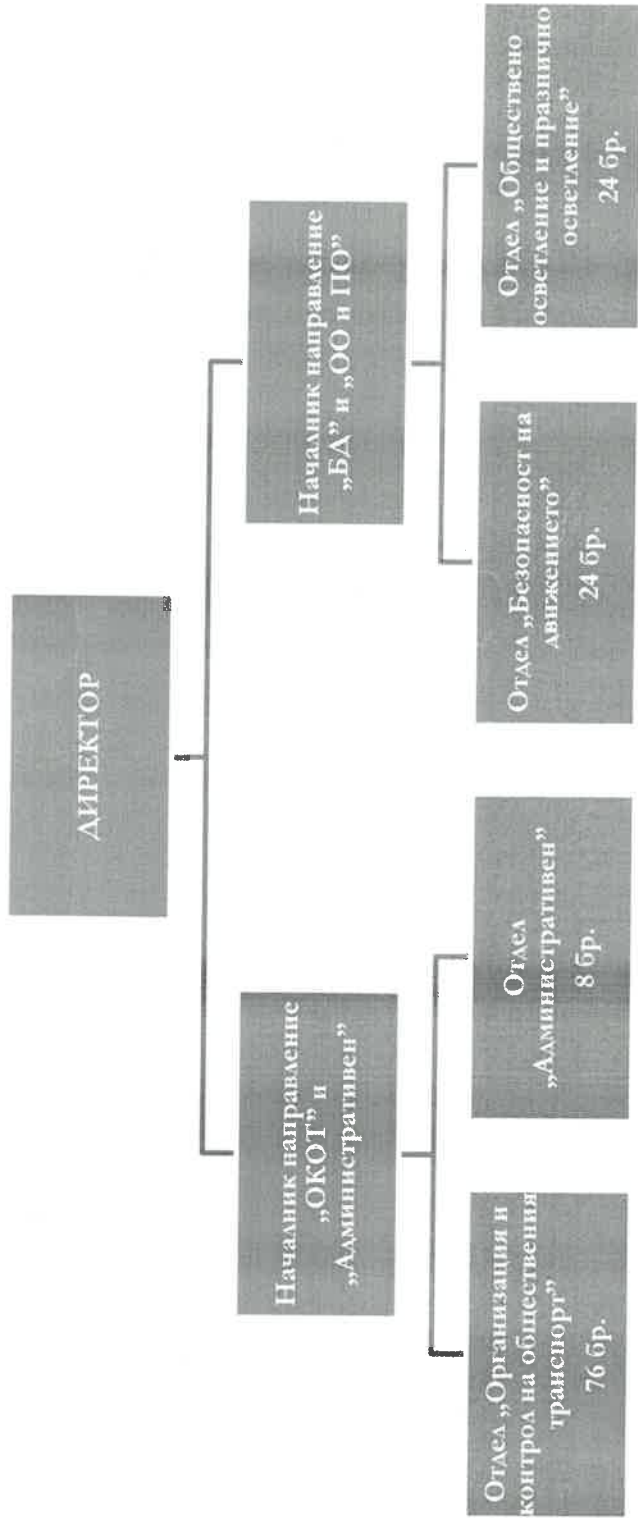 ДИРЕКТОР
Началник направление
„ОКОТ” и
„Административен”
Началник направление
„БД” и „ОО и ПО”
Отдел „Организация и
контрол на обществения
транспорт”
76 бр.
Отдел
„Административен”
8 бр.
Отдел „Безопасност на
движението”
24 бр.
Отдел „Обществено
осветление и празнично
осветление”
24 бр.